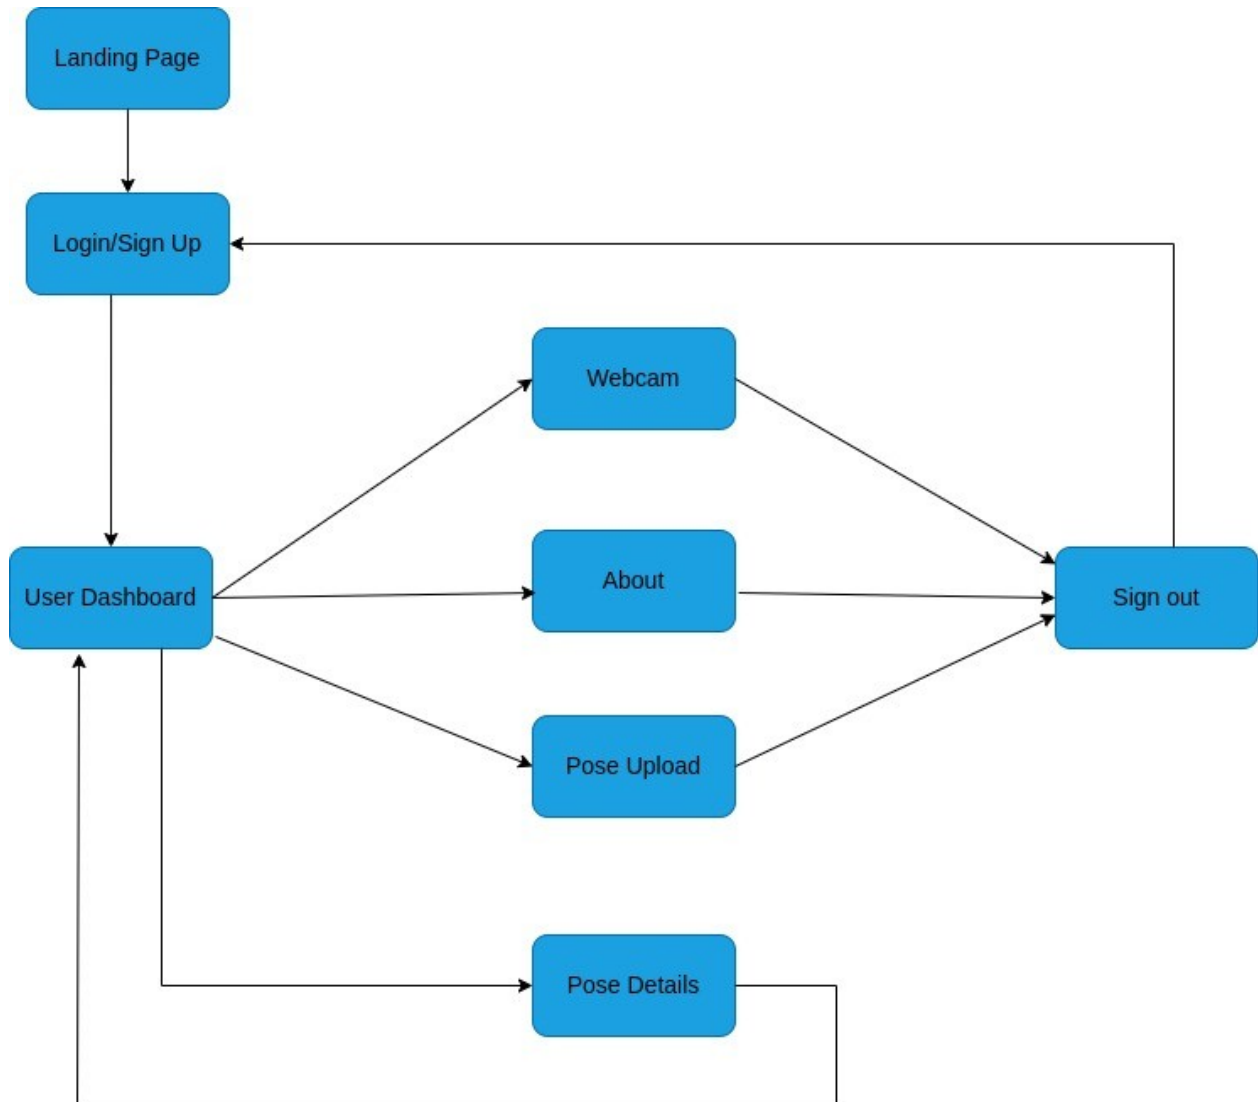 Landing Page
Login/Sign Up
Webcam
About
User Dashboard
Sign out
Pose Upload
Pose Details